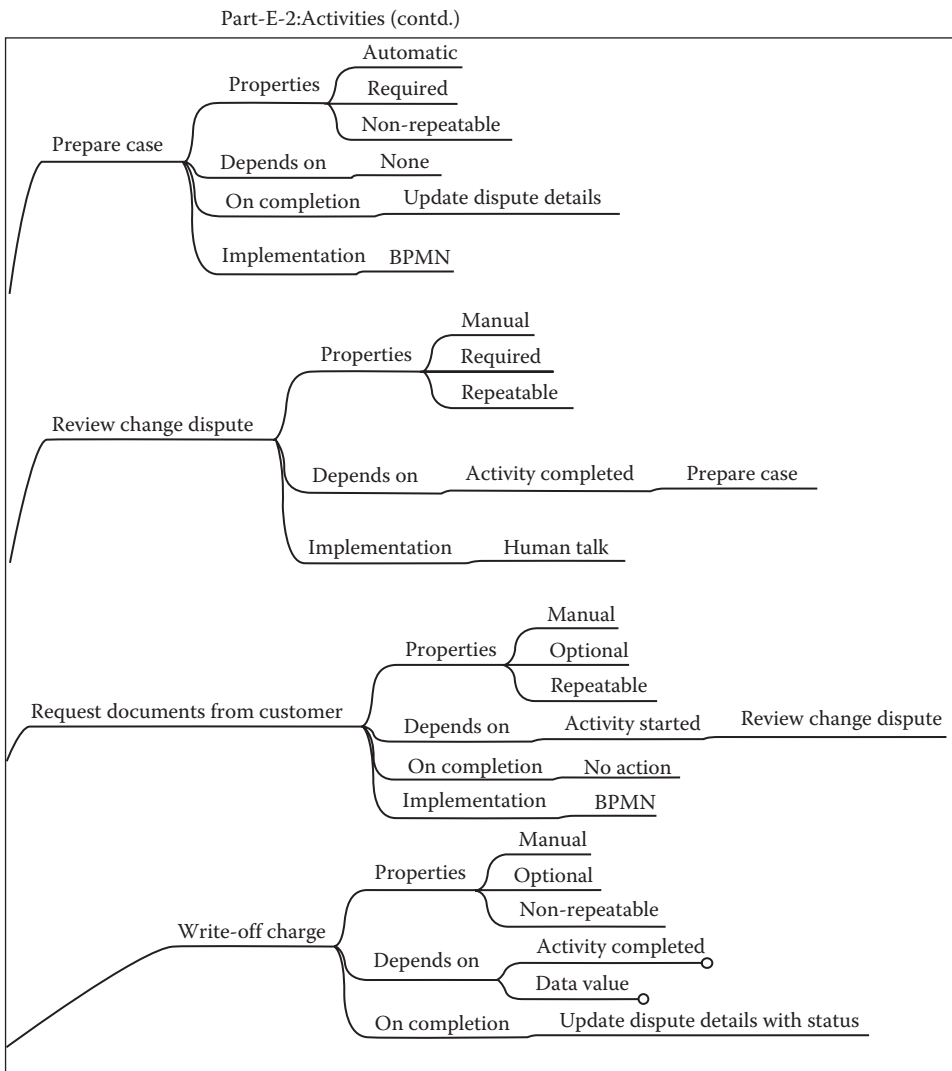 Part-E-2:Activities (contd.)
Prepare case
Properties
Automatic
Required
Non-repeatable
Depends on
None
On completion
Update dispute details
Implementation
BPMN
Review change dispute
Properties
Manual
Required
Repeatable
Depends on
Activity completed
Prepare case
Implementation
Human talk
Request documents from customer
Properties
Manual
Optional
Repeatable
Depends on
Activity started
Review change dispute
On completion
No action
Implementation
BPMN
Write-off charge
Properties
Manual
Optional
Non-repeatable
Depends on
Activity completed
Data value
On completion
Update dispute details with status